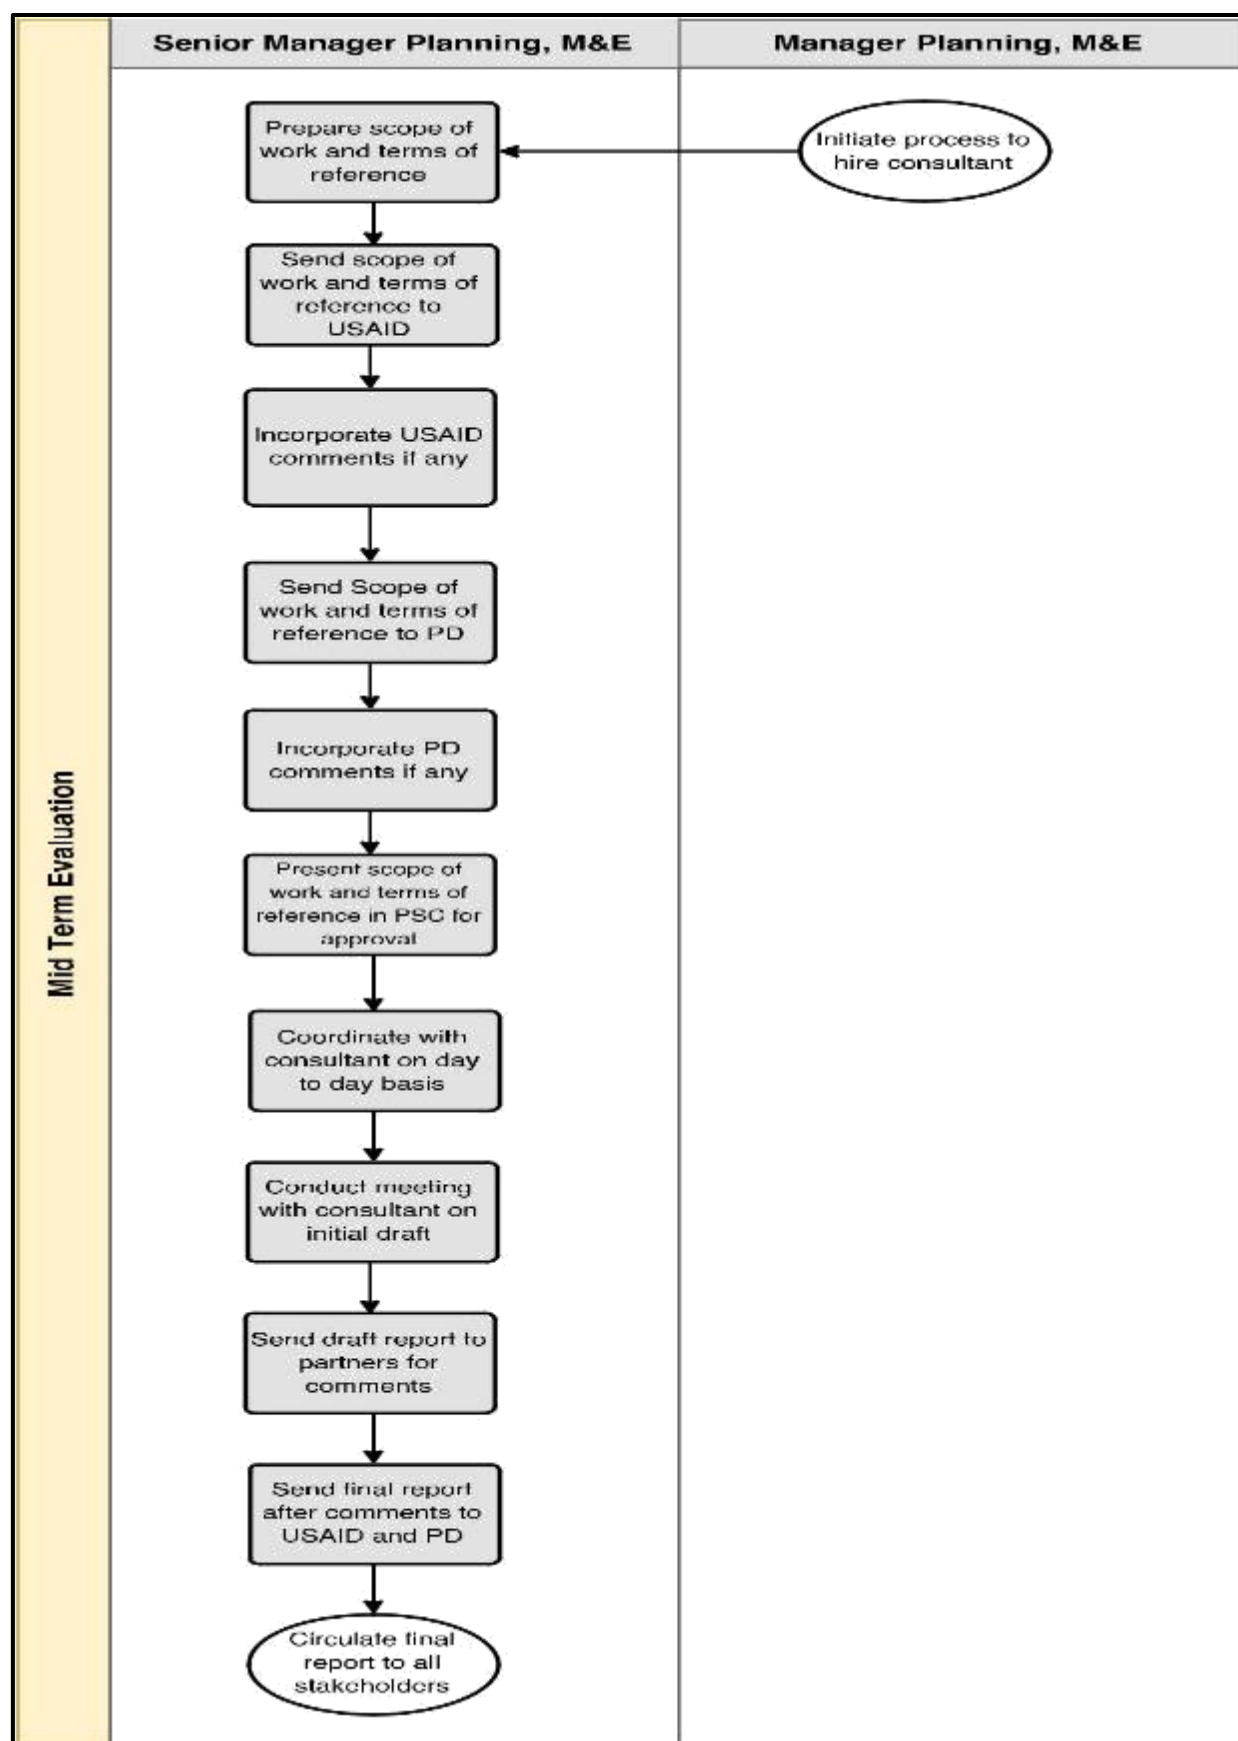 Senior Manager Planning, M&E
Manager Planning, M&E
Mid Term Evaluation
Initiate process to
hire consultant
Prepare scope of
work and terms of
reference
Send scope of
work and terms of
reference to
USAID
Incorporate USAID
comments if any
Send Scope of
work and terms of
reference to PD
Incorporate PD
comments if any
Present scope of
work and terms of
reference in PSC for
approval
Coordinate with
consultant on day
to day basis
Conduct meeting
with consultant on
initial draft
Send draft report to
partners for
comments
Send final report
after comments to
USAID and PD
Circulate final
report to all
stakeholders